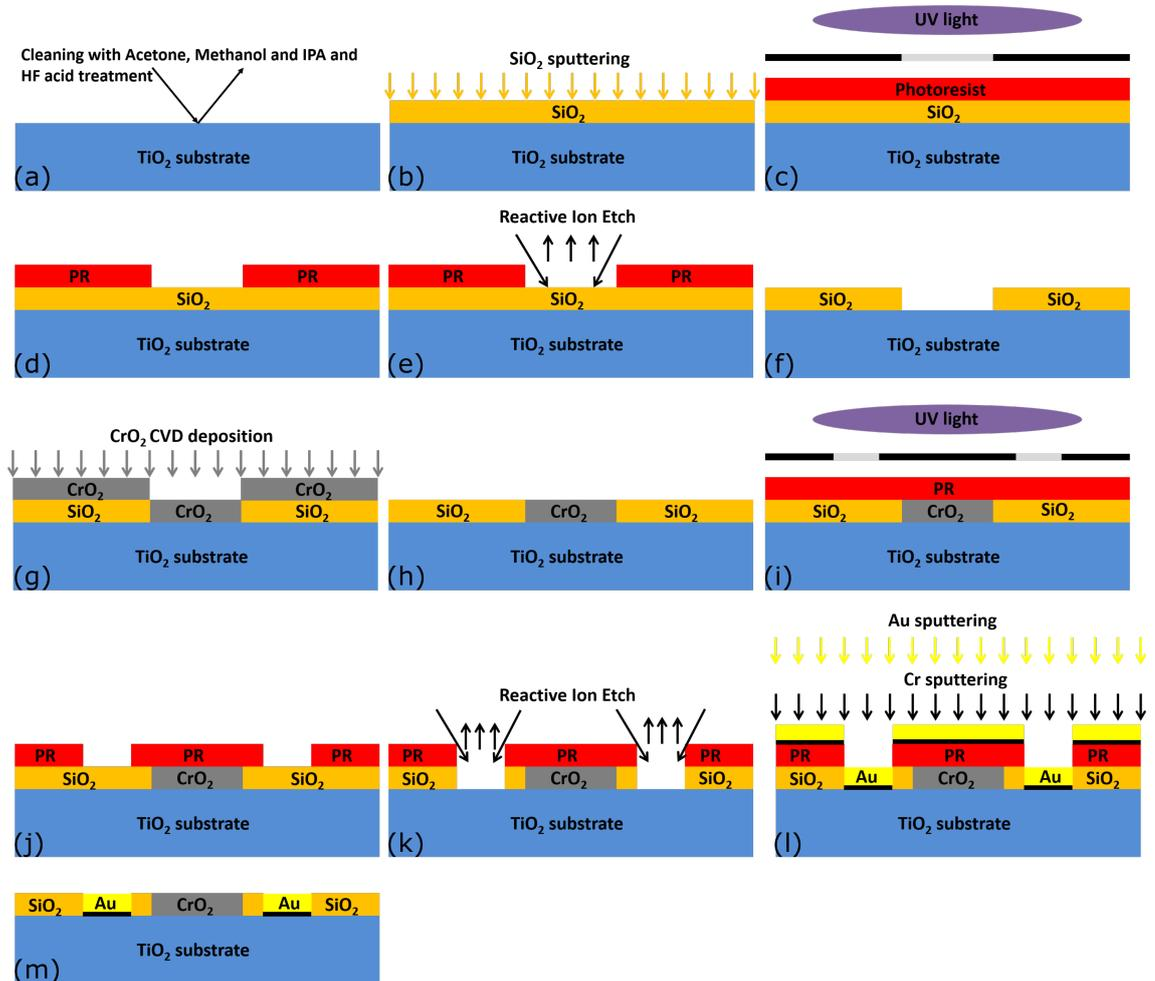 Cleaning with Acetone, Methanol and IPA and
HF acid treatment
TiO₂ substrate
(a)
SiO₂ sputtering
SiO₂
TiO₂ substrate
(b)
UV light
Photoresist
SiO₂
TiO₂ substrate
(c)
PR PR
SiO₂
TiO₂ substrate
(d)
Reactive Ion Etch
PR PR
SiO₂
TiO₂ substrate
(e)
SiO₂ SiO₂
TiO₂ substrate
(f)
CrO₂ CVD deposition
CrO₂ CrO₂
SiO₂ CrO₂ SiO₂
TiO₂ substrate
(g)
SiO₂ CrO₂ SiO₂
TiO₂ substrate
(h)
UV light
PR
SiO₂ CrO₂ SiO₂
TiO₂ substrate
(i)
PR PR PR
SiO₂ CrO₂ SiO₂
TiO₂ substrate
(j)
Reactive Ion Etch
PR PR PR
SiO₂ CrO₂ SiO₂
TiO₂ substrate
(k)
Au sputtering
Cr sputtering
PR PR PR
SiO₂ Au CrO₂ Au SiO₂
TiO₂ substrate
(l)
SiO₂ Au CrO₂ Au SiO₂
TiO₂ substrate
(m)